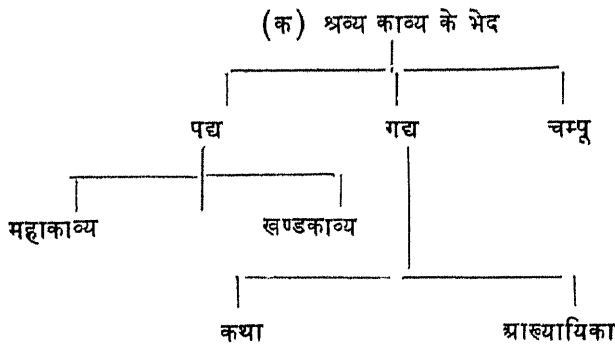 (क) श्रव्य काव्य के भेद
पद्य गद्य चम्पू
महाकाव्य खण्डकाव्य
कथा आख्यायिका